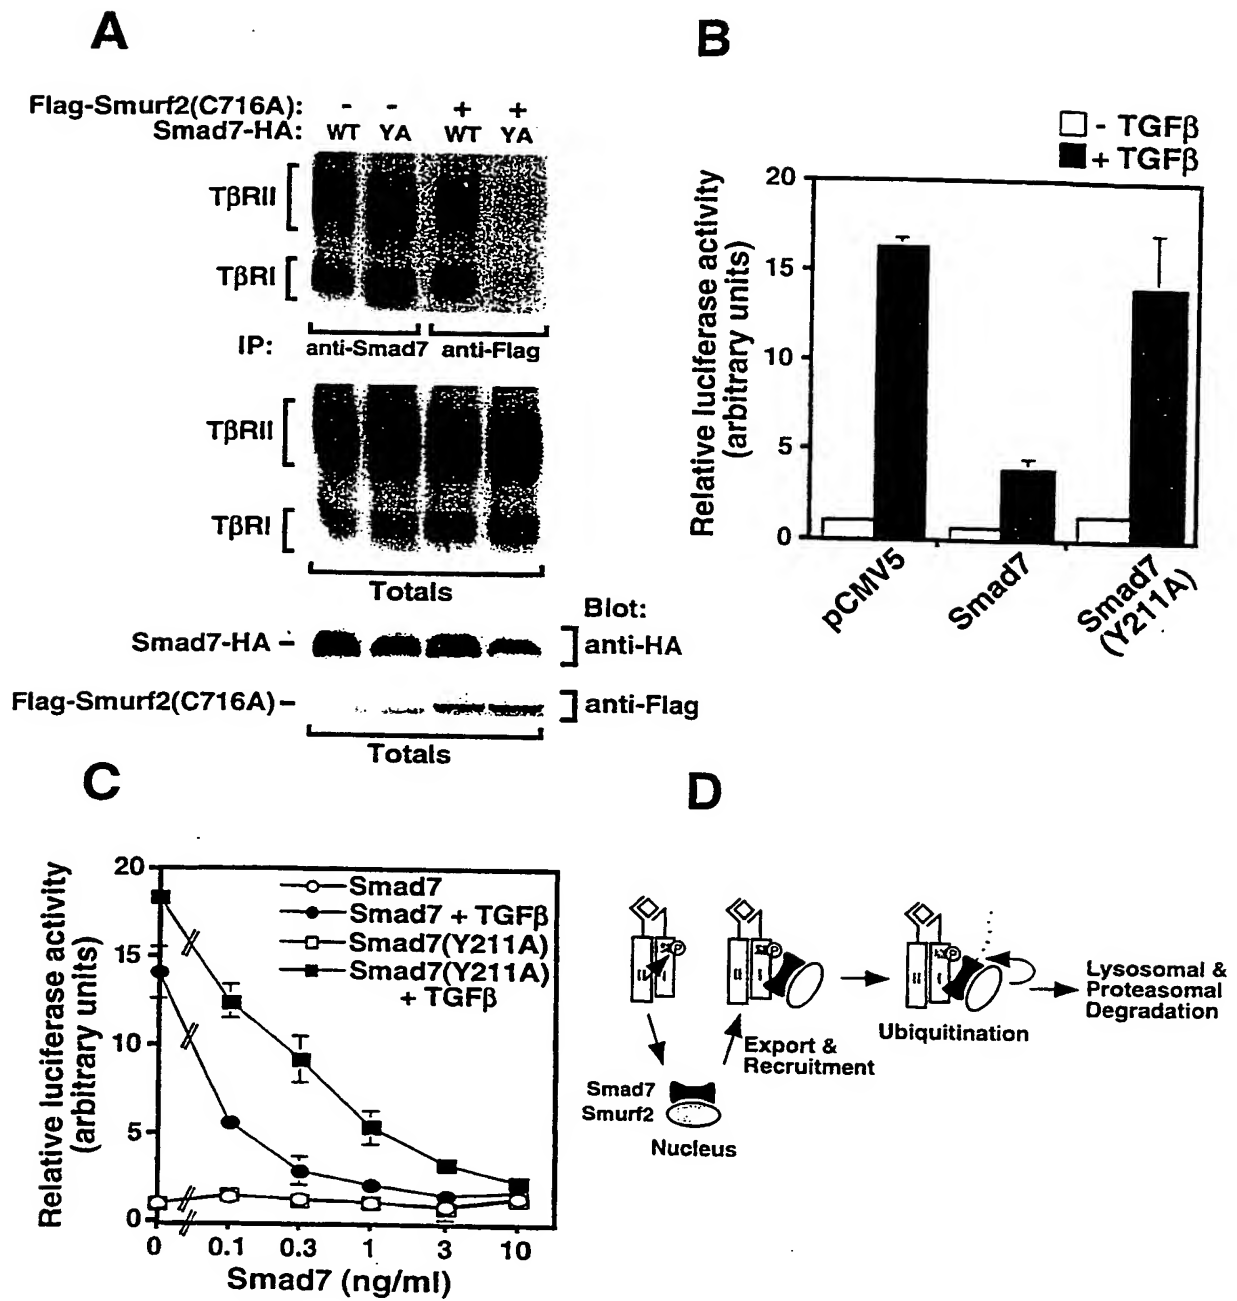 A
Flag-Smurf2(C716A): - - + +
Smad7-HA: WT YA WT YA
TβRII
TβRI
IP: anti-Smad7 anti-Flag
TβRII
TβRI
Totals
Blot:
Smad7-HA anti-HA
Flag-Smurf2(C716A) anti-Flag
Totals
B
- TGFβ
+ TGFβ
Relative luciferase activity
(arbitrary units)
20
15
10
5
0
pCMV5
Smad7
Smad7
(Y211A)
C
Relative luciferase activity
(arbitrary units)
20
15
10
5
0
Smad7
Smad7 + TGFβ
Smad7(Y211A)
Smad7(Y211A)
+ TGFβ
0 0.1 0.3 1 3 10
Smad7 (ng/ml)
D
P
II
P
II
I
P
II
I
Export &
Recruitment
Ubiquitination
Lysosomal &
Proteasomal
Degradation
Smad7
Smurf2
Nucleus